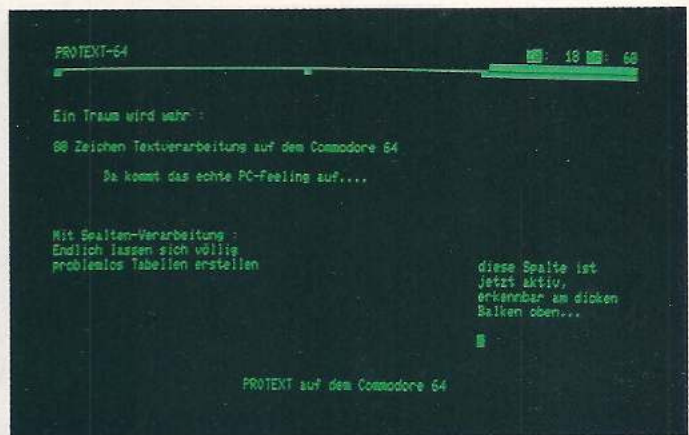 PROTEXT-64
: 18 : 60
Ein Traum wird wahr :
80 Zeichen Textverarbeitung auf dem Commodore 64
Da kommt das echte PC-Feeling auf....
Mit Spalten-Verarbeitung :
Endlich lassen sich völlig
problemlos Tabellen erstellen
diese Spalte ist
jetzt aktiv,
erkennbar am dicken
Balken oben...
PROTEXT auf dem Commodore 64